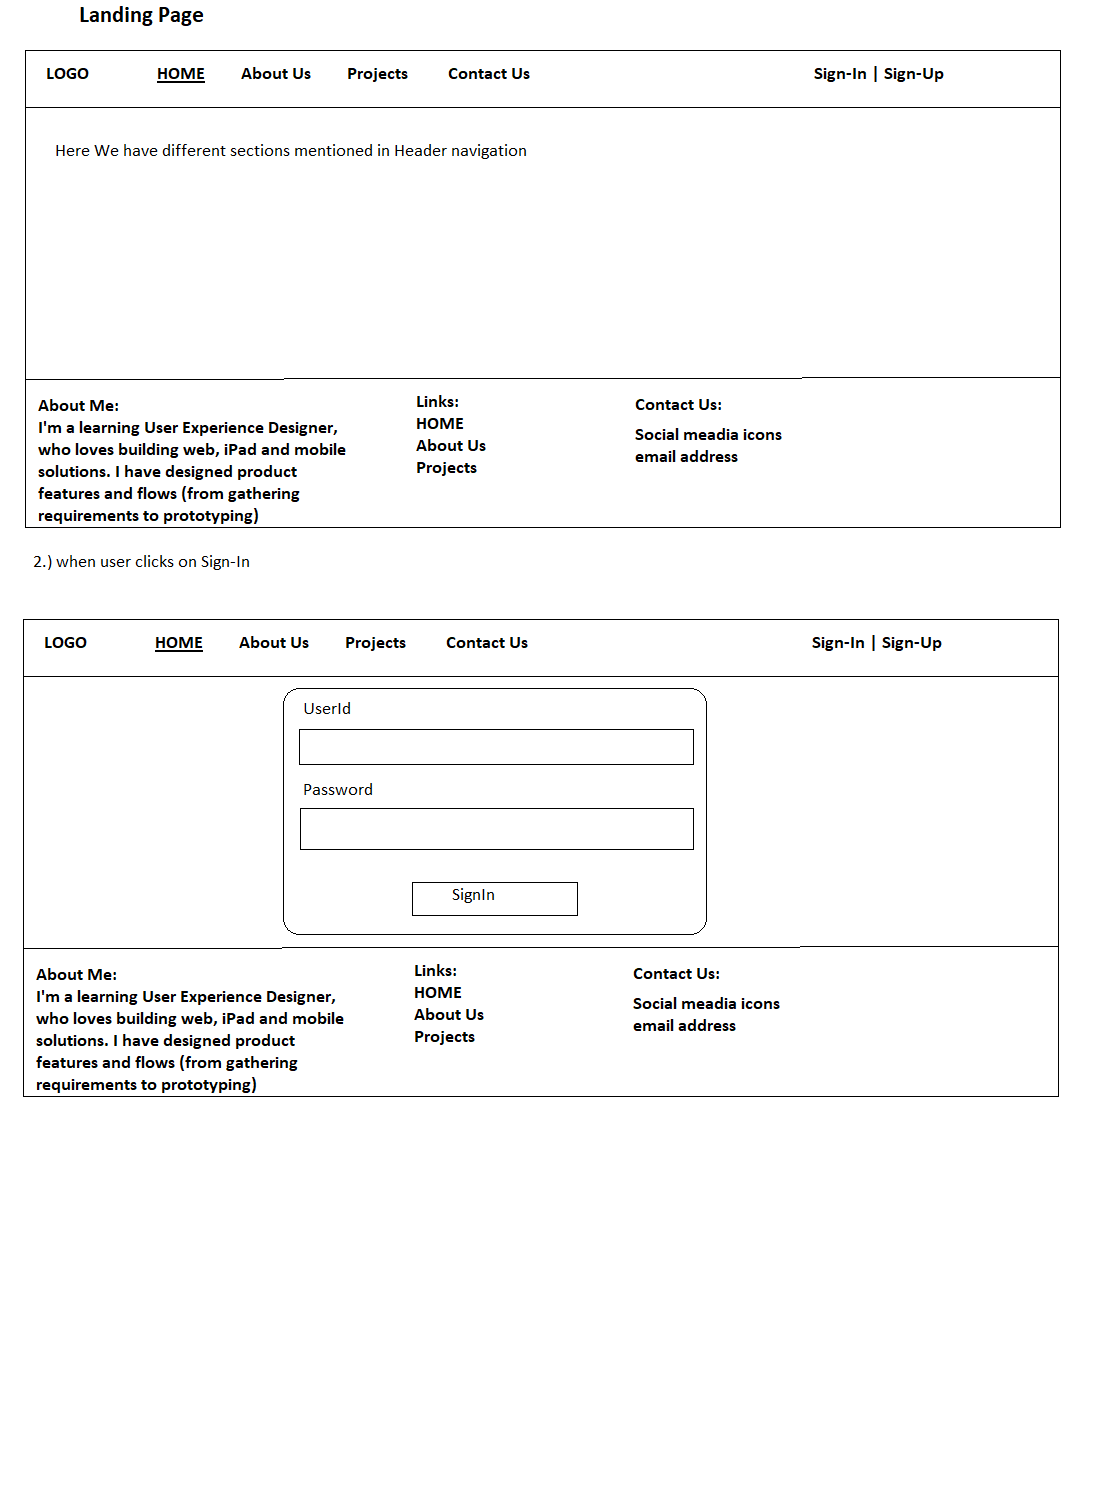 Landing Page
LOGO HOME About Us Projects Contact Us Sign-In | Sign-Up
Here We have different sections mentioned in Header navigation
About Me:
I'm a learning User Experience Designer,
who loves building web, iPad and mobile
solutions. I have designed product
features and flows (from gathering
requirements to prototyping)
Links:
HOME
About Us
Projects
Contact Us:
Social meadia icons
email address
2.) when user clicks on Sign-In
LOGO HOME About Us Projects Contact Us Sign-In | Sign-Up
UserId
Password
SignIn
About Me:
I'm a learning User Experience Designer,
who loves building web, iPad and mobile
solutions. I have designed product
features and flows (from gathering
requirements to prototyping)
Links:
HOME
About Us
Projects
Contact Us:
Social meadia icons
email address